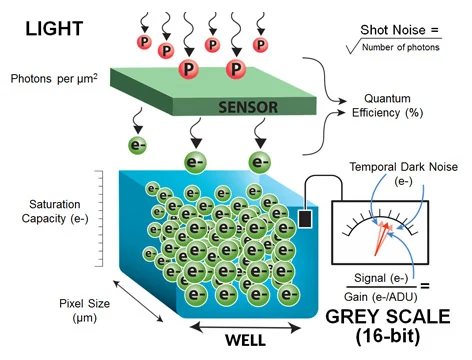 LIGHT
Shot Noise =
√Number of photons
P P P P
P P
Photons per µm²
SENSOR
Quantum
Efficiency (%)
e- e- e-
Temporal Dark Noise
(e-)
Saturation
Capacity (e-)
e- e- e- e- e- e-
e- e- e- e- e-
e- e- e- e- e-
e- e- e- e- e-
e- e- e- e- e-
Signal (e-)
Gain (e-/ADU)
=
Pixel Size
(µm)
WELL
GREY SCALE
(16-bit)